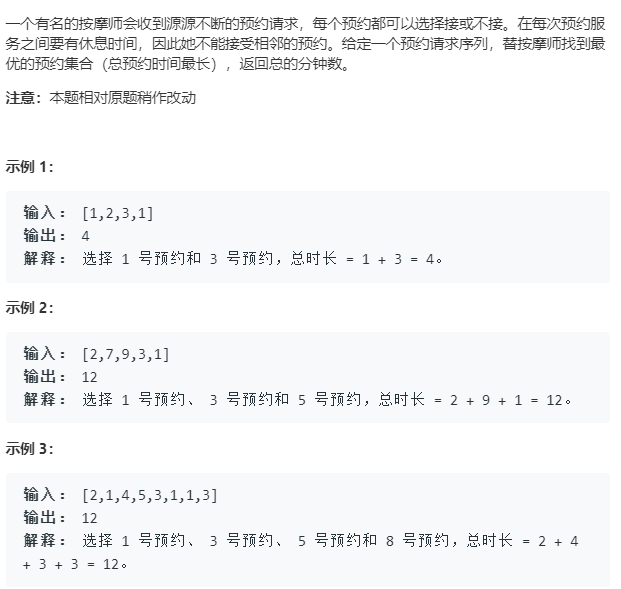 一个有名的按摩师会收到源源不断的预约请求，每个预约都可以选择接或不接。在每次预约服
务之间要有休息时间，因此她不能接受相邻的预约。给定一个预约请求序列，替按摩师找到最
优的预约集合（总预约时间最长），返回总的分钟数。
注意：本题相对原题稍作改动
示例 1：
输入： [1,2,3,1]
输出： 4
解释： 选择 1 号预约和 3 号预约，总时长 = 1 + 3 = 4。
示例 2：
输入： [2,7,9,3,1]
输出： 12
解释： 选择 1 号预约、 3 号预约和 5 号预约，总时长 = 2 + 9 + 1 = 12。
示例 3：
输入： [2,1,4,5,3,1,1,3]
输出： 12
解释： 选择 1 号预约、 3 号预约、 5 号预约和 8 号预约，总时长 = 2 + 4
+ 3 + 3 = 12。